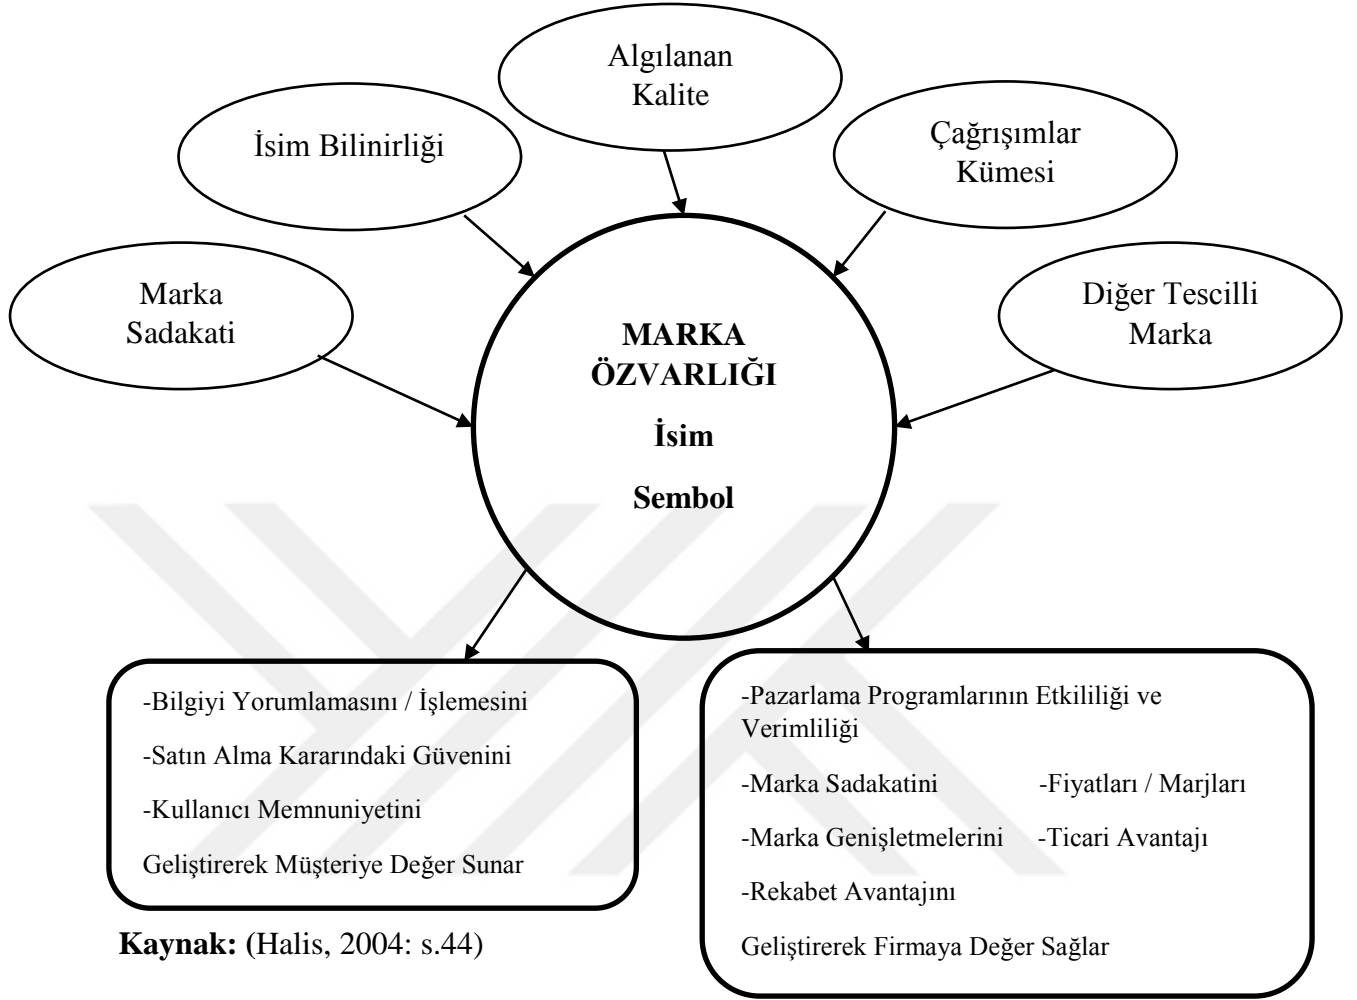 Algılanan
Kalite
İsim Bilinirliği
Çağrışımlar
Kümesi
Marka
Sadakati
Diğer Tescilli
Marka
MARKA
ÖZVARLIĞI
İsim
Sembol
-Bilgiyi Yorumlamasını / İşlemesini
-Satın Alma Kararındaki Güvenini
-Kullanıcı Memnuniyetini
Geliştirerek Müşteriye Değer Sunar
-Pazarlama Programlarının Etkililiği ve
Verimliliği
-Marka Sadakatini -Fiyatları / Marjları
-Marka Genişletmelerini -Ticari Avantajı
-Rekabet Avantajını
Geliştirerek Firmaya Değer Sağlar
Kaynak: (Halis, 2004: s.44)